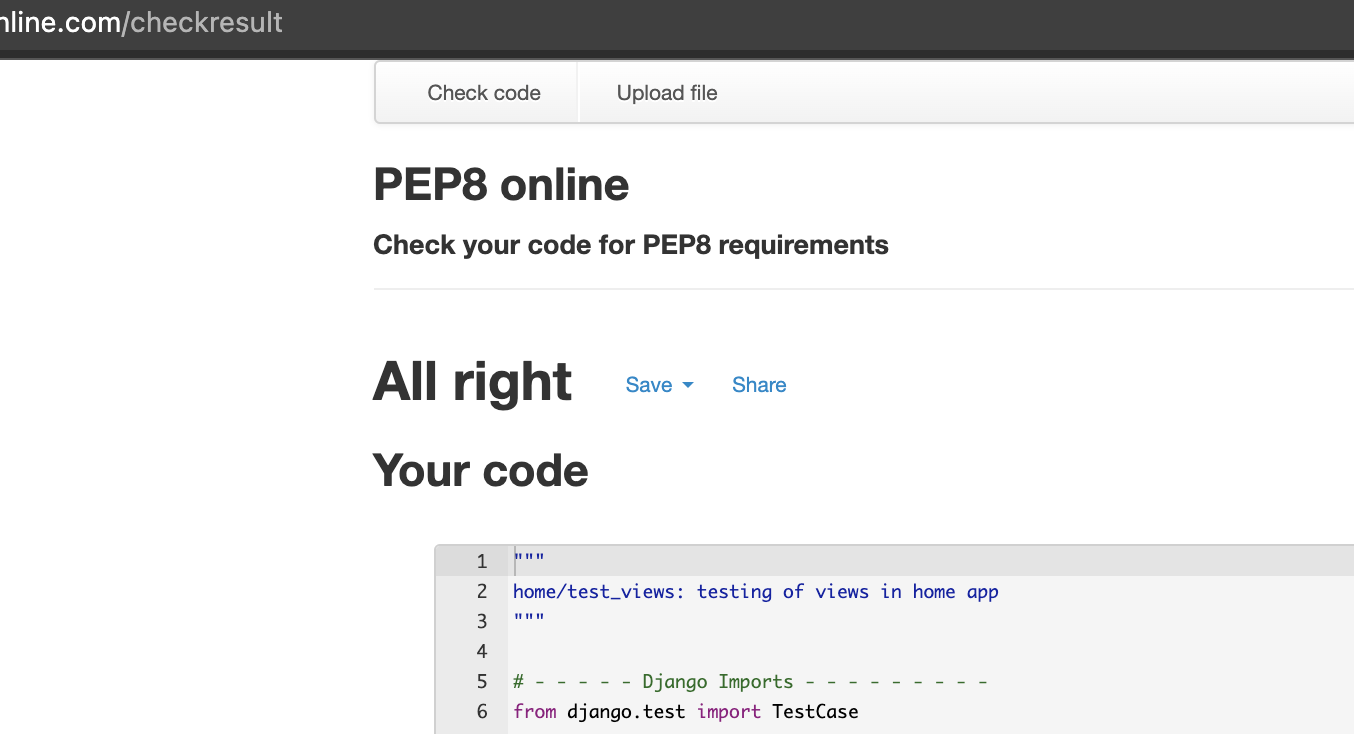 nline.com/checkresult
Check code Upload file
PEP8 online
Check your code for PEP8 requirements
All right Save Share
Your code
1 """
2 home/test_views: testing of views in home app
3 """
4
5 # - - - - - Django Imports - - - - - - - - -
6 from django.test import TestCase